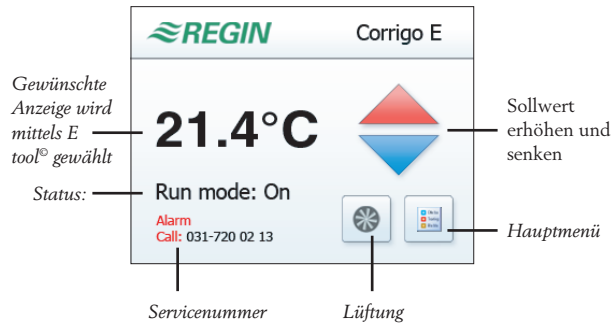 REGIN
Corrigo E
Gewünschte
Anzeige wird
mittels E
tool© gewählt
21.4°C
Sollwert
erhöhen und
senken
Status:
Run mode: On
Alarm
Call: 031-720 02 13
Hauptmenü
Servicenummer
Lüftung